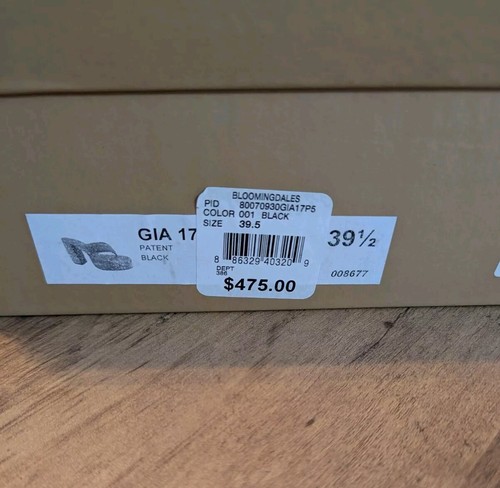 BLOOMINGDALES
PID 80070930GIA17P5
COLOR 001 BLACK
SIZE 39.5
8 86329 40320 9
DEPT
386
$475.00
GIA 17
PATENT
BLACK
39½
008677